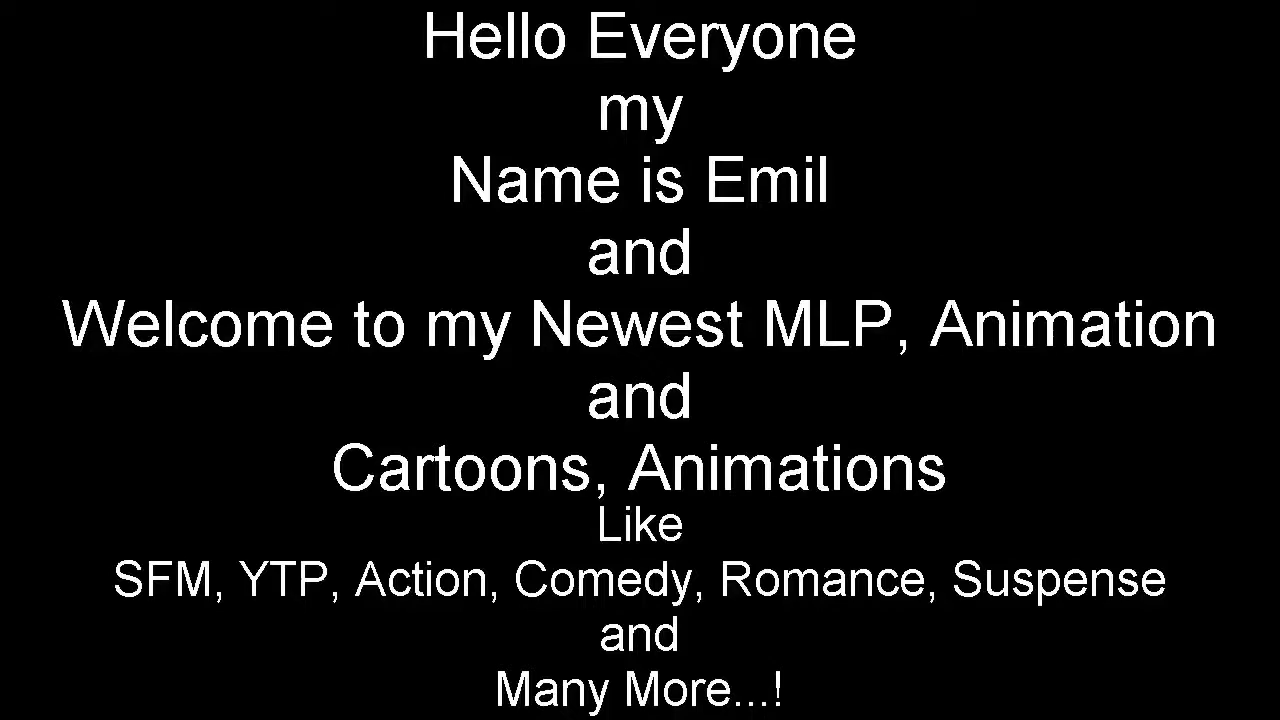 Hello Everyone
my
Name is Emil
and
Welcome to my Newest MLP, Animation
and
Cartoons, Animations
Like
SFM, YTP, Action, Comedy, Romance, Suspense
and
Many More...!